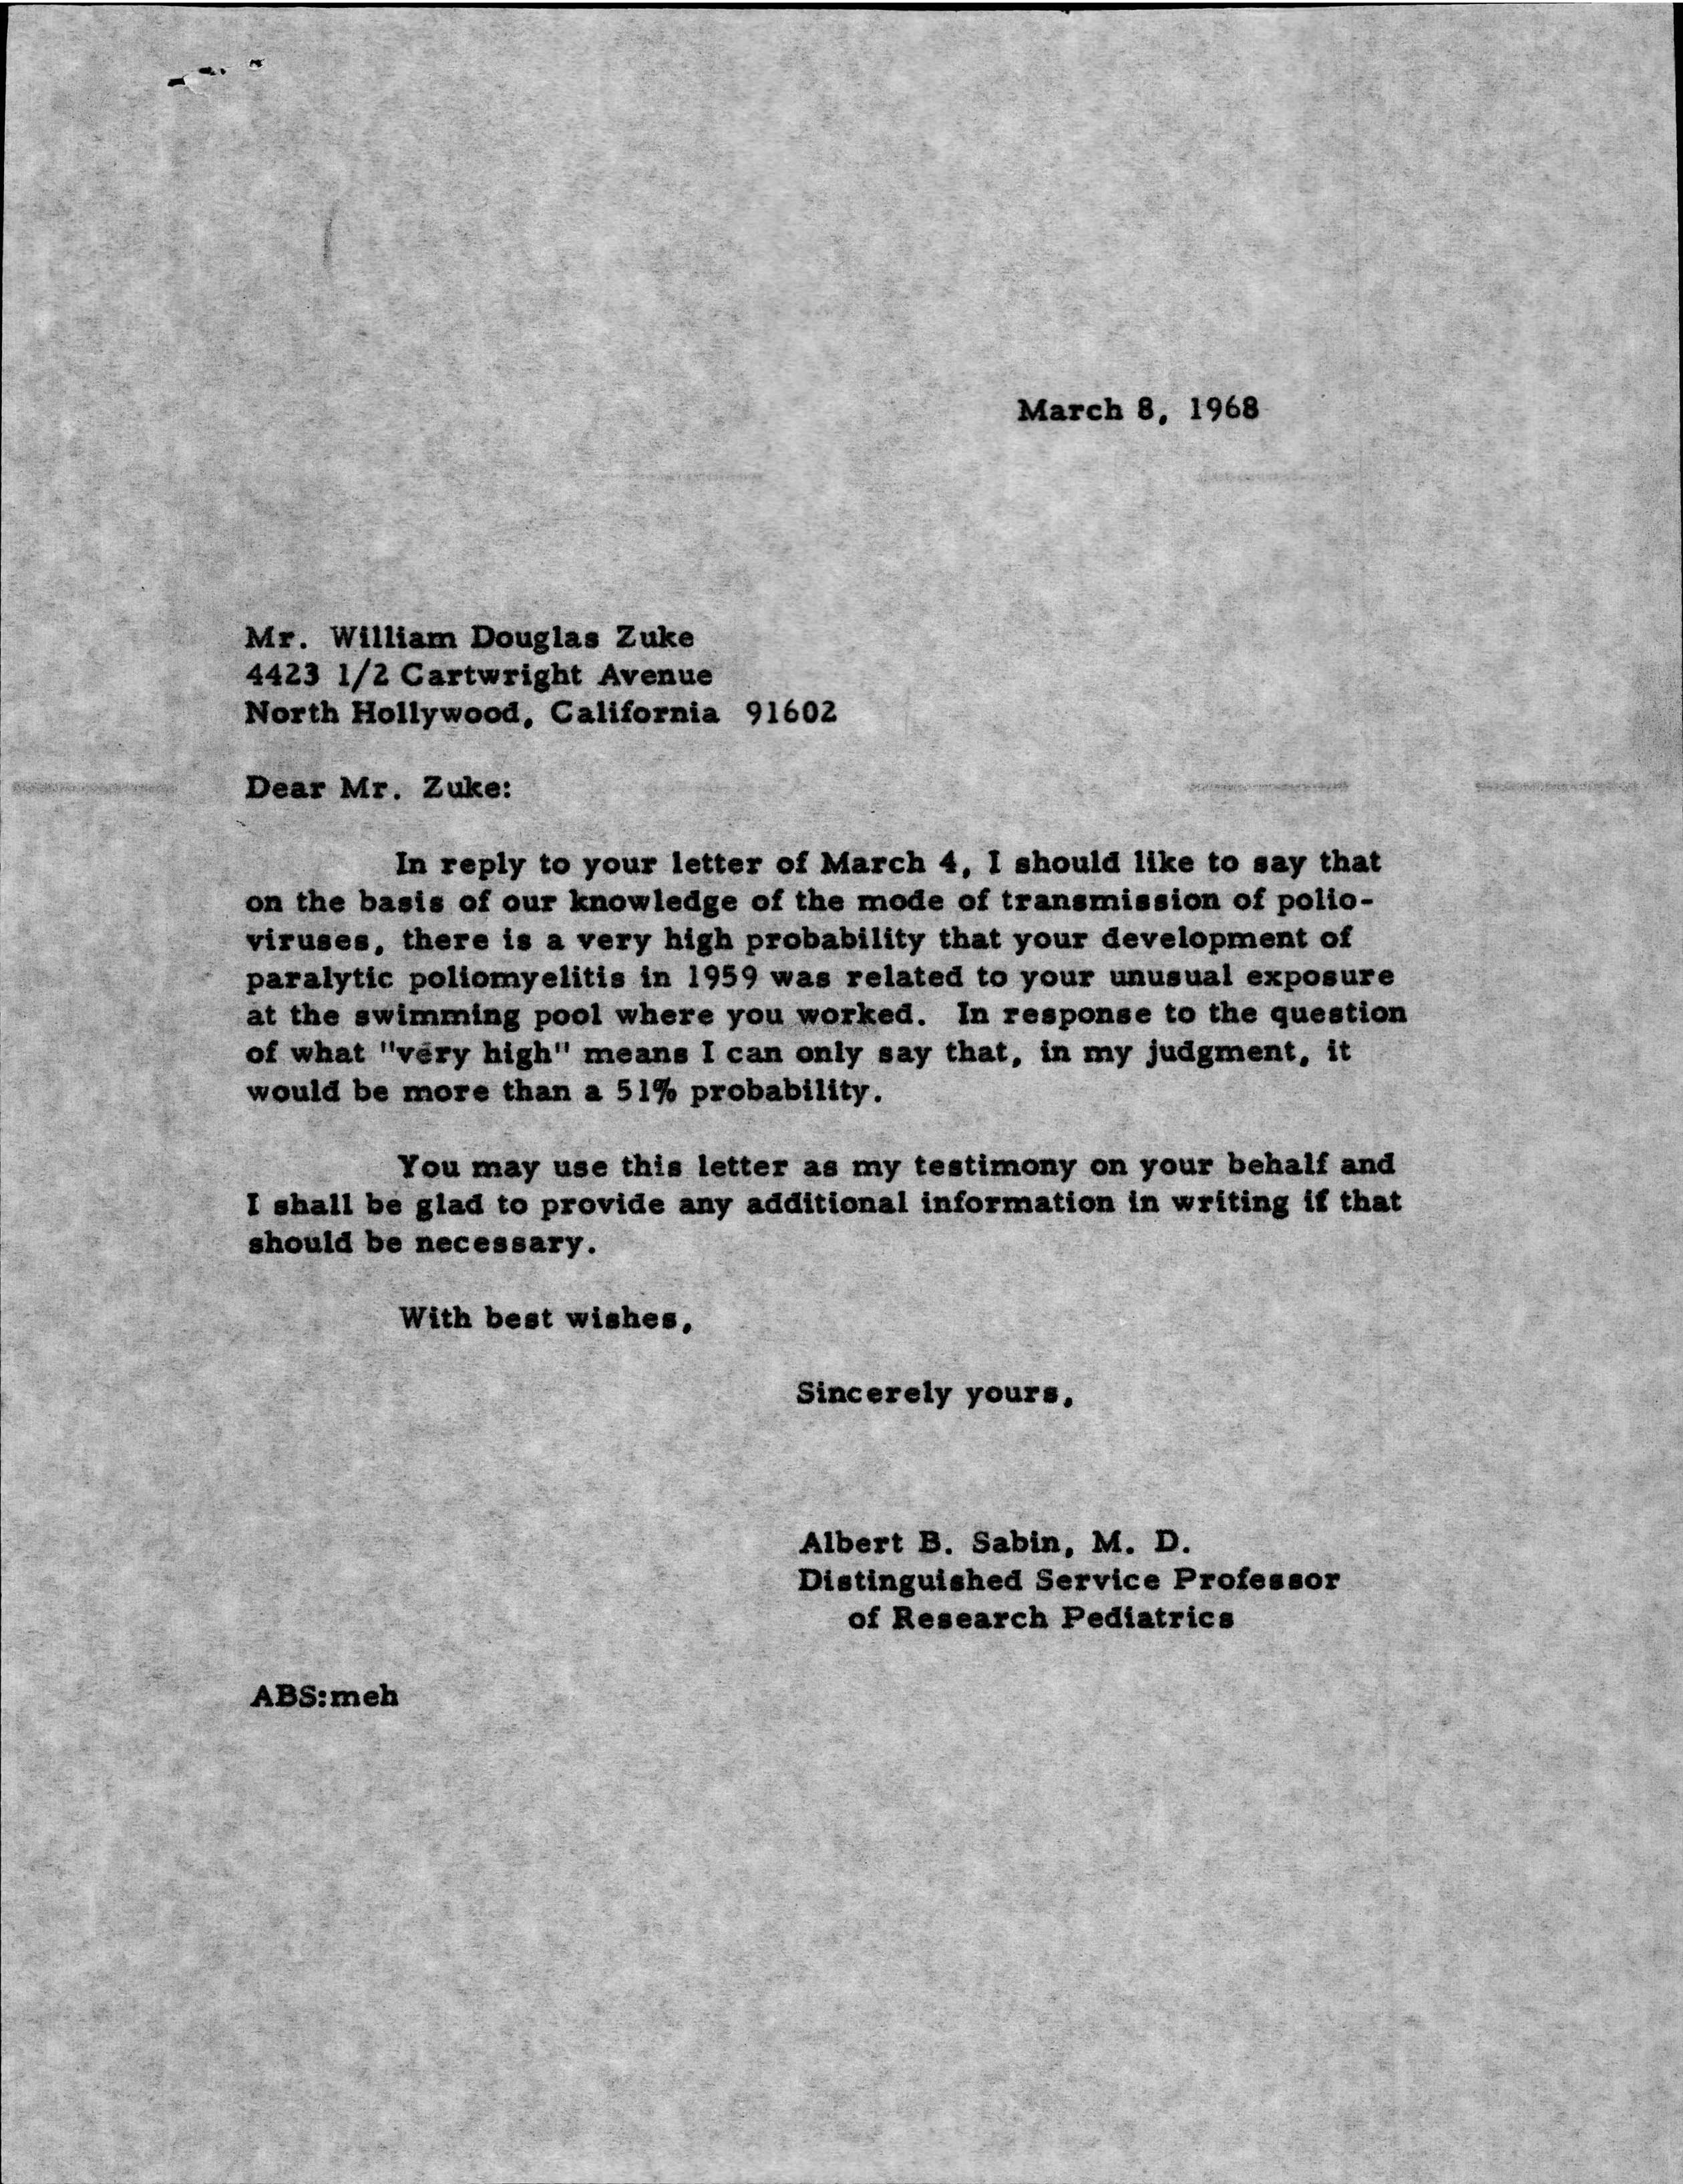 March 8, 1968
Mr. William Douglas Zuke
4423 1/2 Cartwright Avenue
North Hollywood, California 91602
Dear Mr. Zuke:
In reply to your letter of March 4, I should like to say that
on the basis of our knowledge of the mode of transmission of polio-
viruses, there is a very high probability that your development of
paralytic poliomyelitis in 1959 was related to your unusual exposure
at the swimming pool where you worked. In response to the question
of what "very high" means I can only say that, in my judgment, it
would be more than a 51% probability.
You may use this letter as my testimony on your behalf and
I shall be glad to provide any additional information in writing if that
should be necessary.
With best wishes,
Sincerely yours,
Albert B. Sabin, M. D.
Distinguished Service Professor
of Research Pediatrics
ABS:meh